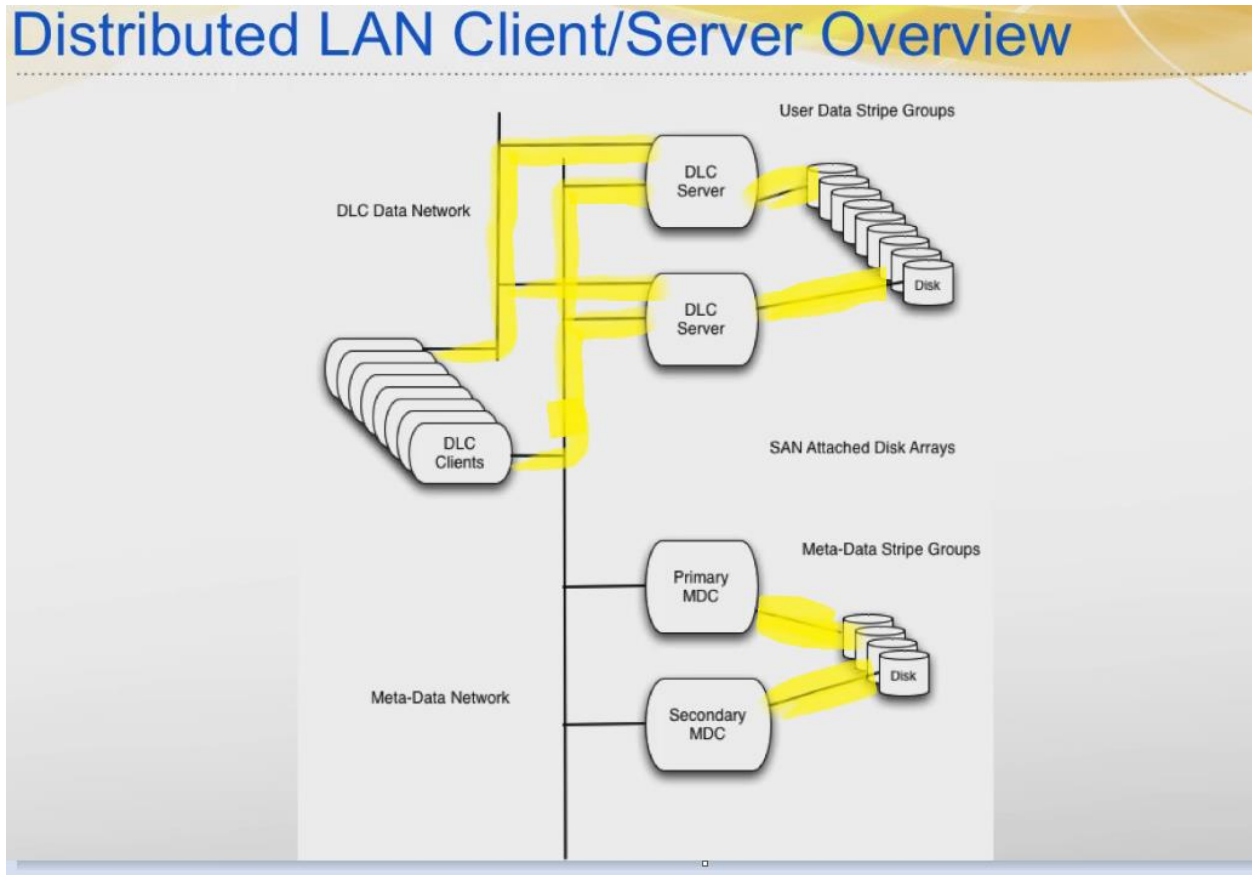 Distributed LAN Client/Server Overview
User Data Stripe Groups
DLC
Server
DLC Data Network
Disk
DLC
Server
DLC
Clients
SAN Attached Disk Arrays
Meta-Data Stripe Groups
Primary
MDC
Disk
Meta-Data Network
Secondary
MDC